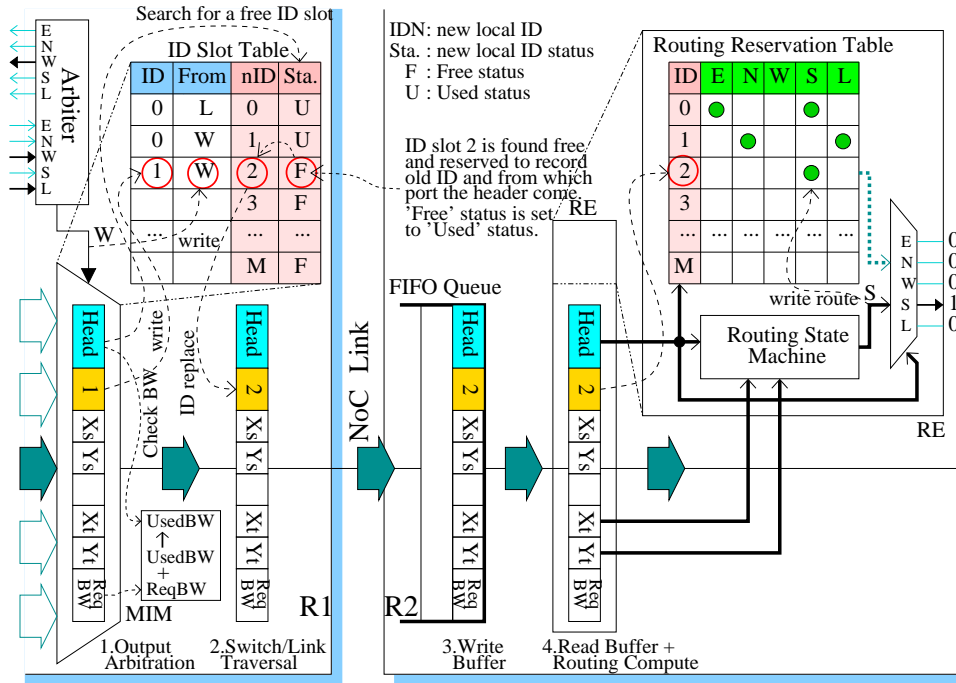 Search for a free ID slot
E
N
W
S
L
Arbiter
E
N
W
S
L
ID Slot Table
ID From nID Sta.
0 L 0 U
0 W 1 U
1 W 2 F
3 F
... ... ... ...
M F
W
write
IDN: new local ID
Sta. : new local ID status
F : Free status
U : Used status
ID slot 2 is found free
and reserved to record
old ID and from which
port the header come.
'Free' status is set
to 'Used' status.
RE
Routing Reservation Table
ID E N W S L
0
1
2
3
... ... ... ... ... ...
M
write route
S
E
N
W
S
L
0
0
0
1
0
Routing State
Machine
RE
Head
1
Xs
Ys
Xt
Yt
Req
BW
write
Check BW
ID replace
UsedBW
UsedBW
+
ReqBW
MIM
Head
2
Xs
Ys
Xt
Yt
Req
BW
R1
NoC Link
R2
FIFO Queue
Head
2
Xs
Ys
Xt
Yt
Req
BW
Head
2
Xs
Ys
Xt
Yt
Req
BW
1.Output
Arbitration
2.Switch/Link
Traversal
3.Write
Buffer
4.Read Buffer +
Routing Compute